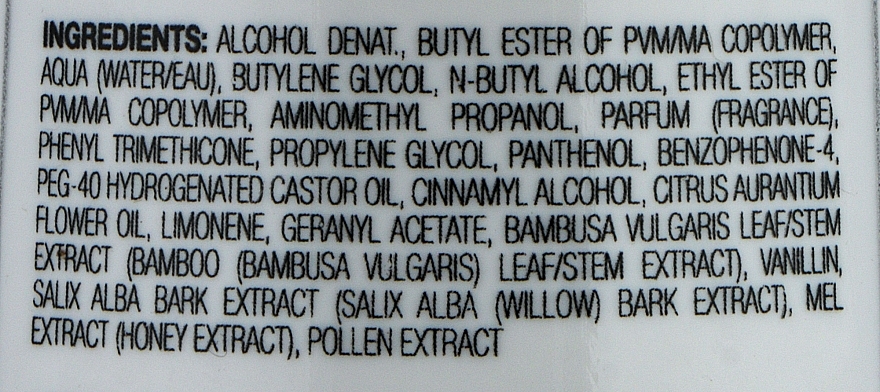 INGREDIENTS: ALCOHOL DENAT., BUTYL ESTER OF PVM/MA COPOLYMER,
AQUA (WATER/EAU), BUTYLENE GLYCOL, N-BUTYL ALCOHOL, ETHYL ESTER OF
PVM/MA COPOLYMER, AMINOMETHYL PROPANOL, PARFUM (FRAGRANCE),
PHENYL TRIMETHICONE, PROPYLENE GLYCOL, PANTHENOL, BENZOPHENONE-4,
PEG-40 HYDROGENATED CASTOR OIL, CINNAMYL ALCOHOL, CITRUS AURANTIUM
FLOWER OIL, LIMONENE, GERANYL ACETATE, BAMBUSA VULGARIS LEAF/STEM
EXTRACT (BAMBOO (BAMBUSA VULGARIS) LEAF/STEM EXTRACT), VANILLIN,
SALIX ALBA BARK EXTRACT (SALIX ALBA (WILLOW) BARK EXTRACT), MEL
EXTRACT (HONEY EXTRACT), POLLEN EXTRACT